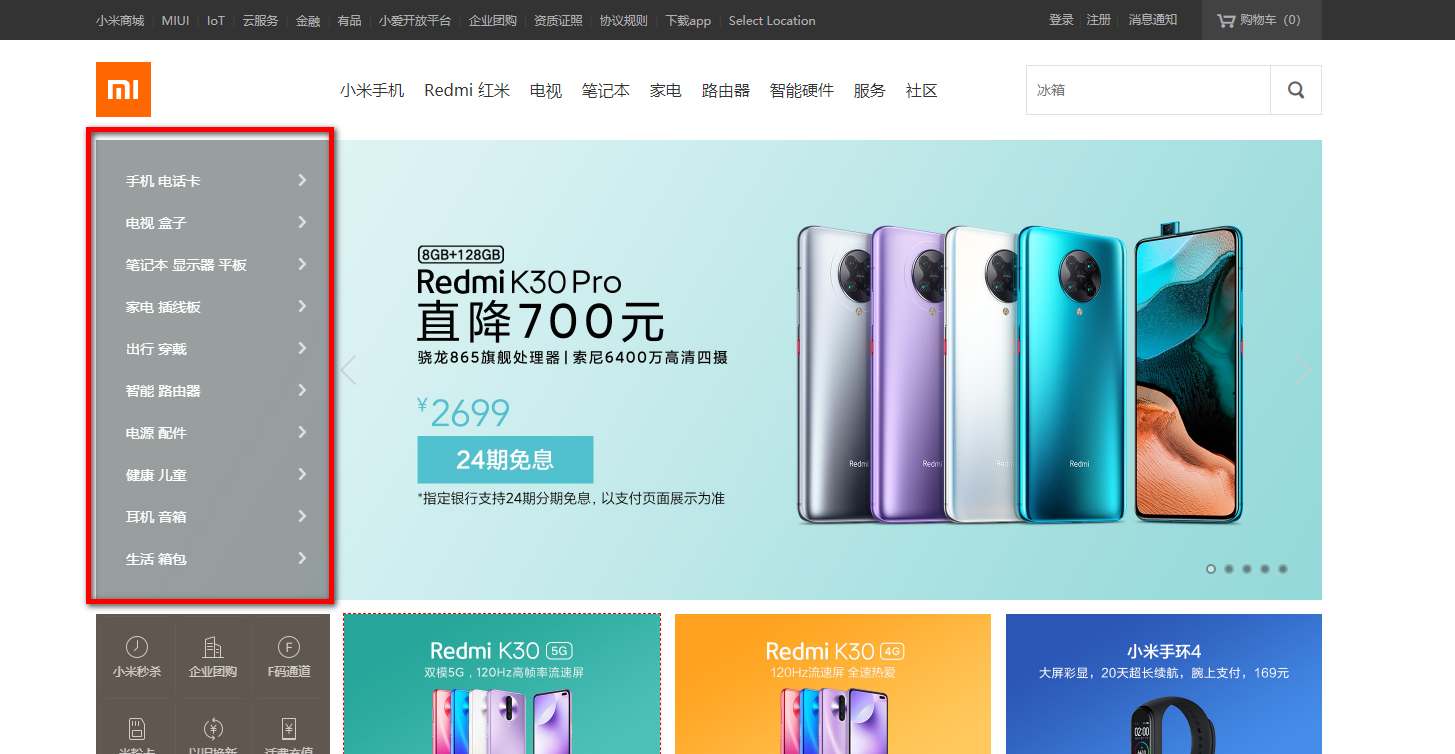 小米商城 MIUI IoT 云服务 金融 有品 小爱开放平台 企业团购 资质证照 协议规则 下载app Select Location 登录 注册 消息通知 购物车（0）
小米手机 Redmi 红米 电视 笔记本 家电 路由器 智能硬件 服务 社区 冰箱
手机 电话卡
电视 盒子
笔记本 显示器 平板
家电 插线板
出行 穿戴
智能 路由器
电源 配件
健康 儿童
耳机 音箱
生活 箱包
8GB+128GB
Redmi K30 Pro
直降700元
骁龙865旗舰处理器|索尼6400万高清四摄
¥2699
24期免息
*指定银行支持24期分期免息，以支付页面展示为准
Redmi Redmi Redmi Redmi
小米秒杀 企业团购 F码通道
米粉卡 以旧换新 话费充值
Redmi K30 5G
双模5G，120Hz高帧率流速屏
Redmi K30 4G
120Hz流速屏 全速热爱
小米手环4
大屏彩显，20天超长续航，腕上支付，169元